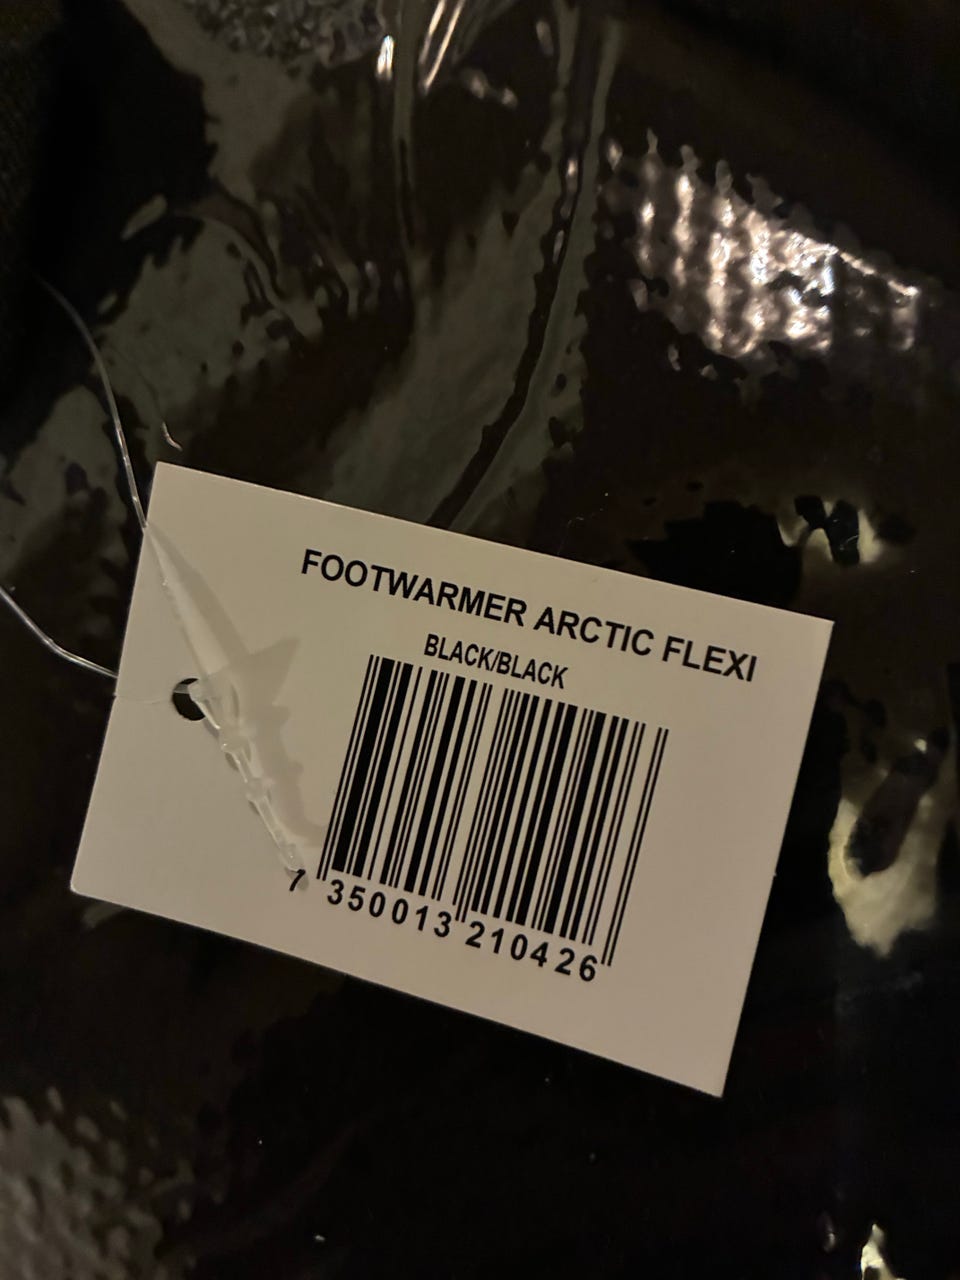 FOOTWARMER ARCTIC FLEXI
BLACK/BLACK
7 350013 210426